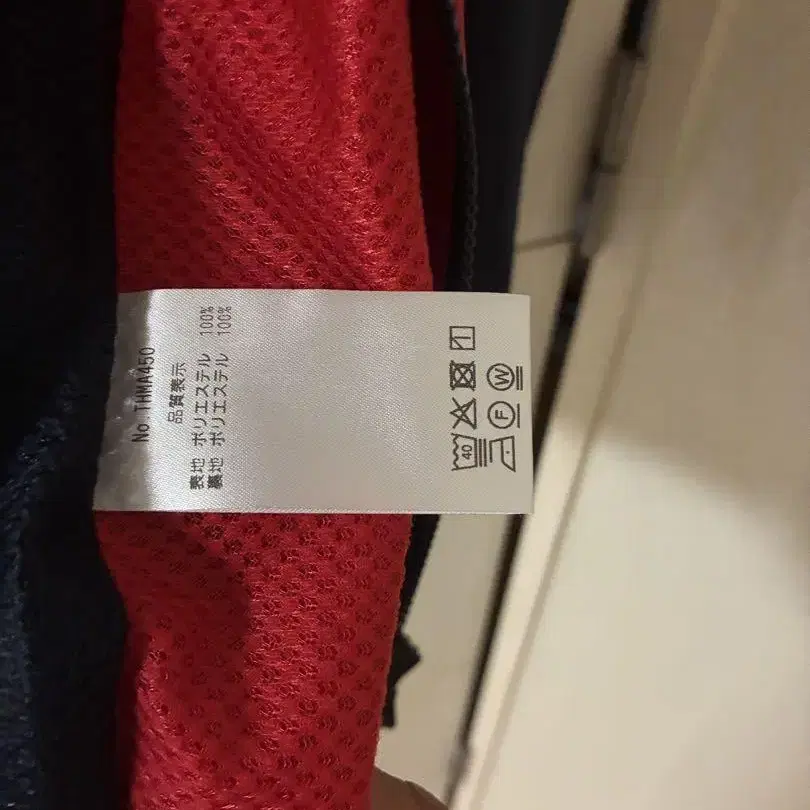 No THMA450
品質表示
表地 ポリエステル 100%
裏地 ポリエステル 100%
40
F W